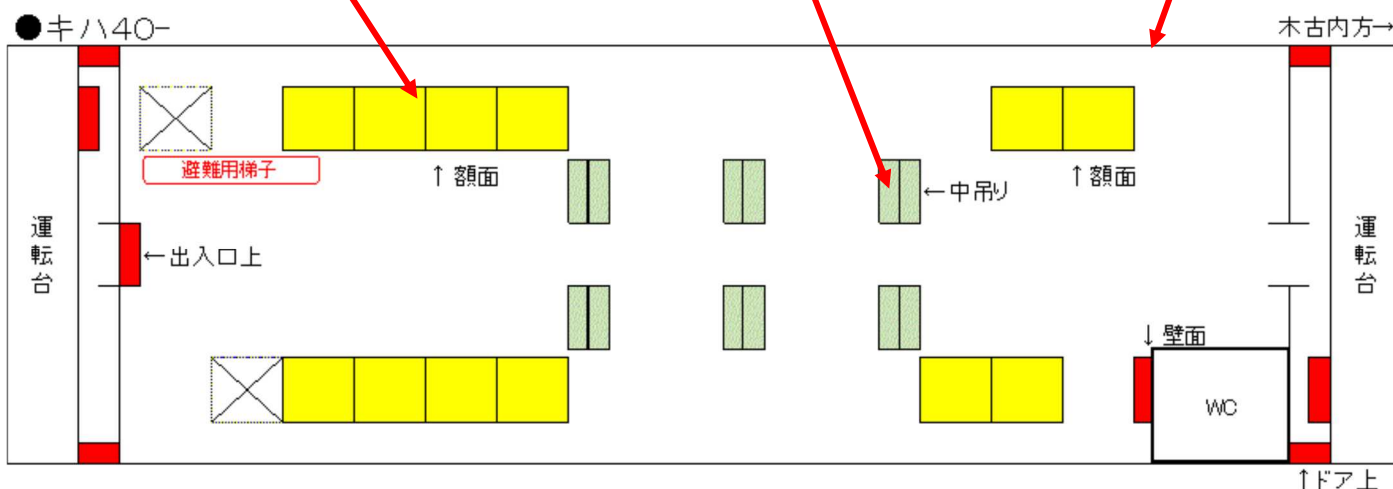 ●キハ40-
木古内方→
避難用梯子
↑額面
←中吊り
↑額面
運転台
←出入口上
運転台
↓壁面
WC
↑ドア上